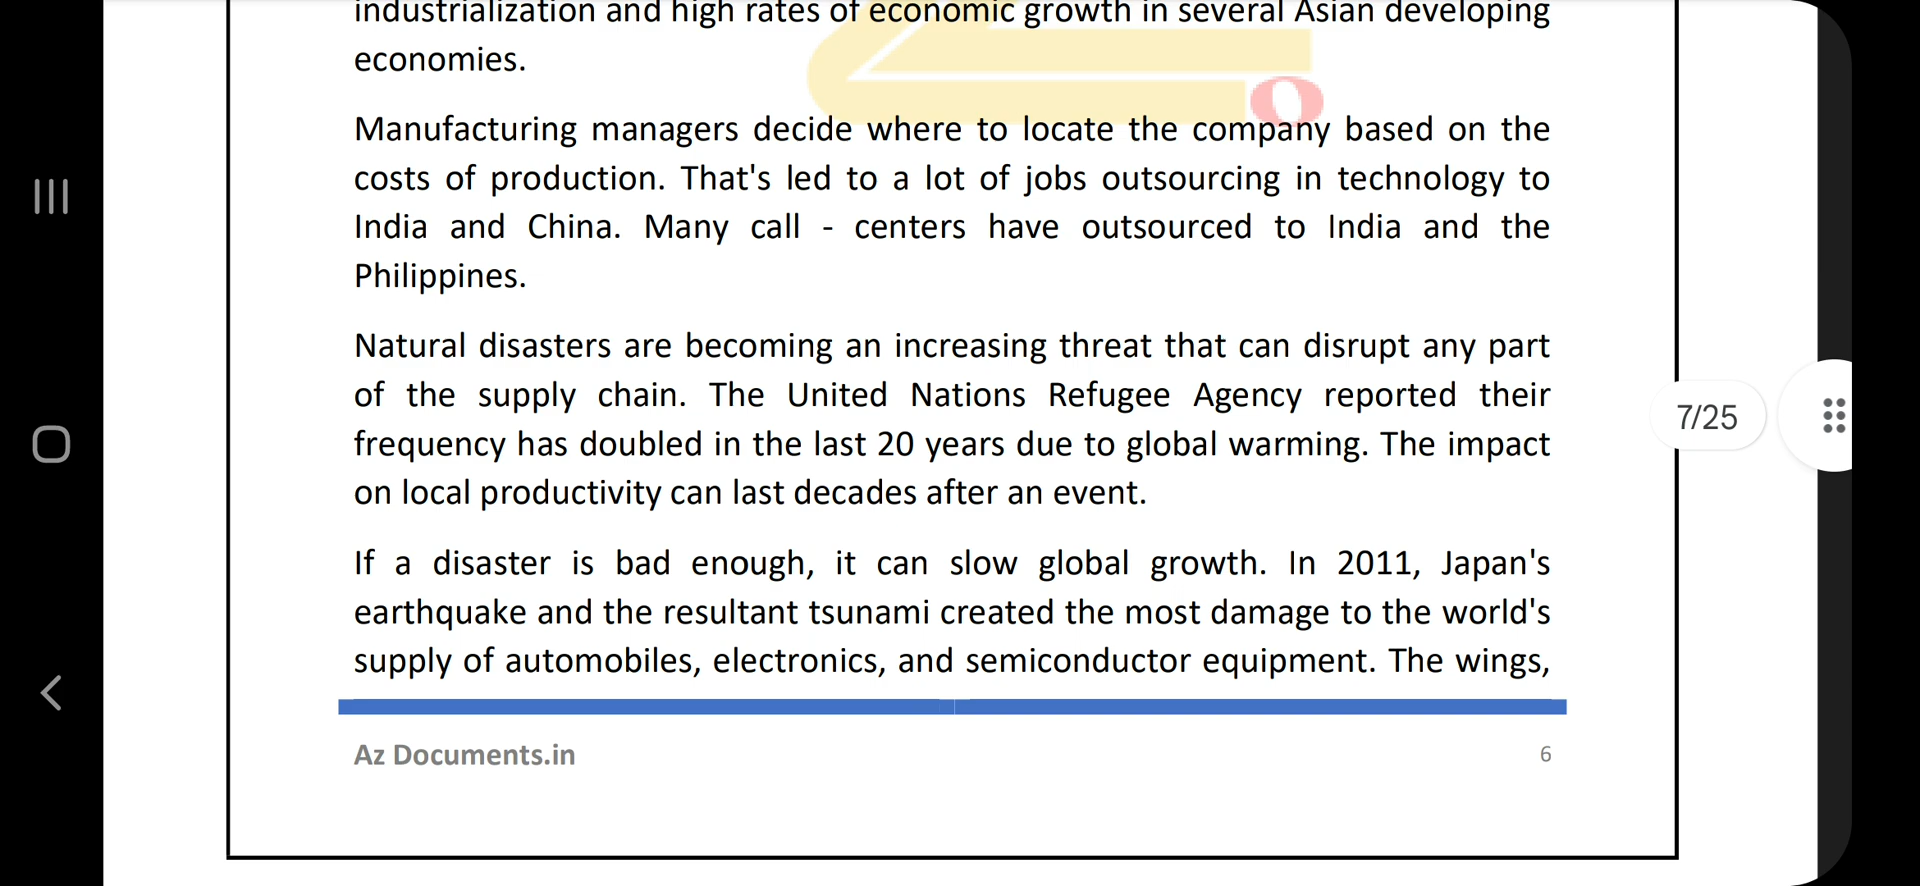 industrialization and high rates of economic growth in several Asian developing
economies.
Manufacturing managers decide where to locate the company based on the
costs of production. That's led to a lot of jobs outsourcing in technology to
India and China. Many call - centers have outsourced to India and the
Philippines.
Natural disasters are becoming an increasing threat that can disrupt any part
of the supply chain. The United Nations Refugee Agency reported their
frequency has doubled in the last 20 years due to global warming. The impact
on local productivity can last decades after an event.
If a disaster is bad enough, it can slow global growth. In 2011, Japan's
earthquake and the resultant tsunami created the most damage to the world's
supply of automobiles, electronics, and semiconductor equipment. The wings,
Az Documents.in
6
7/25